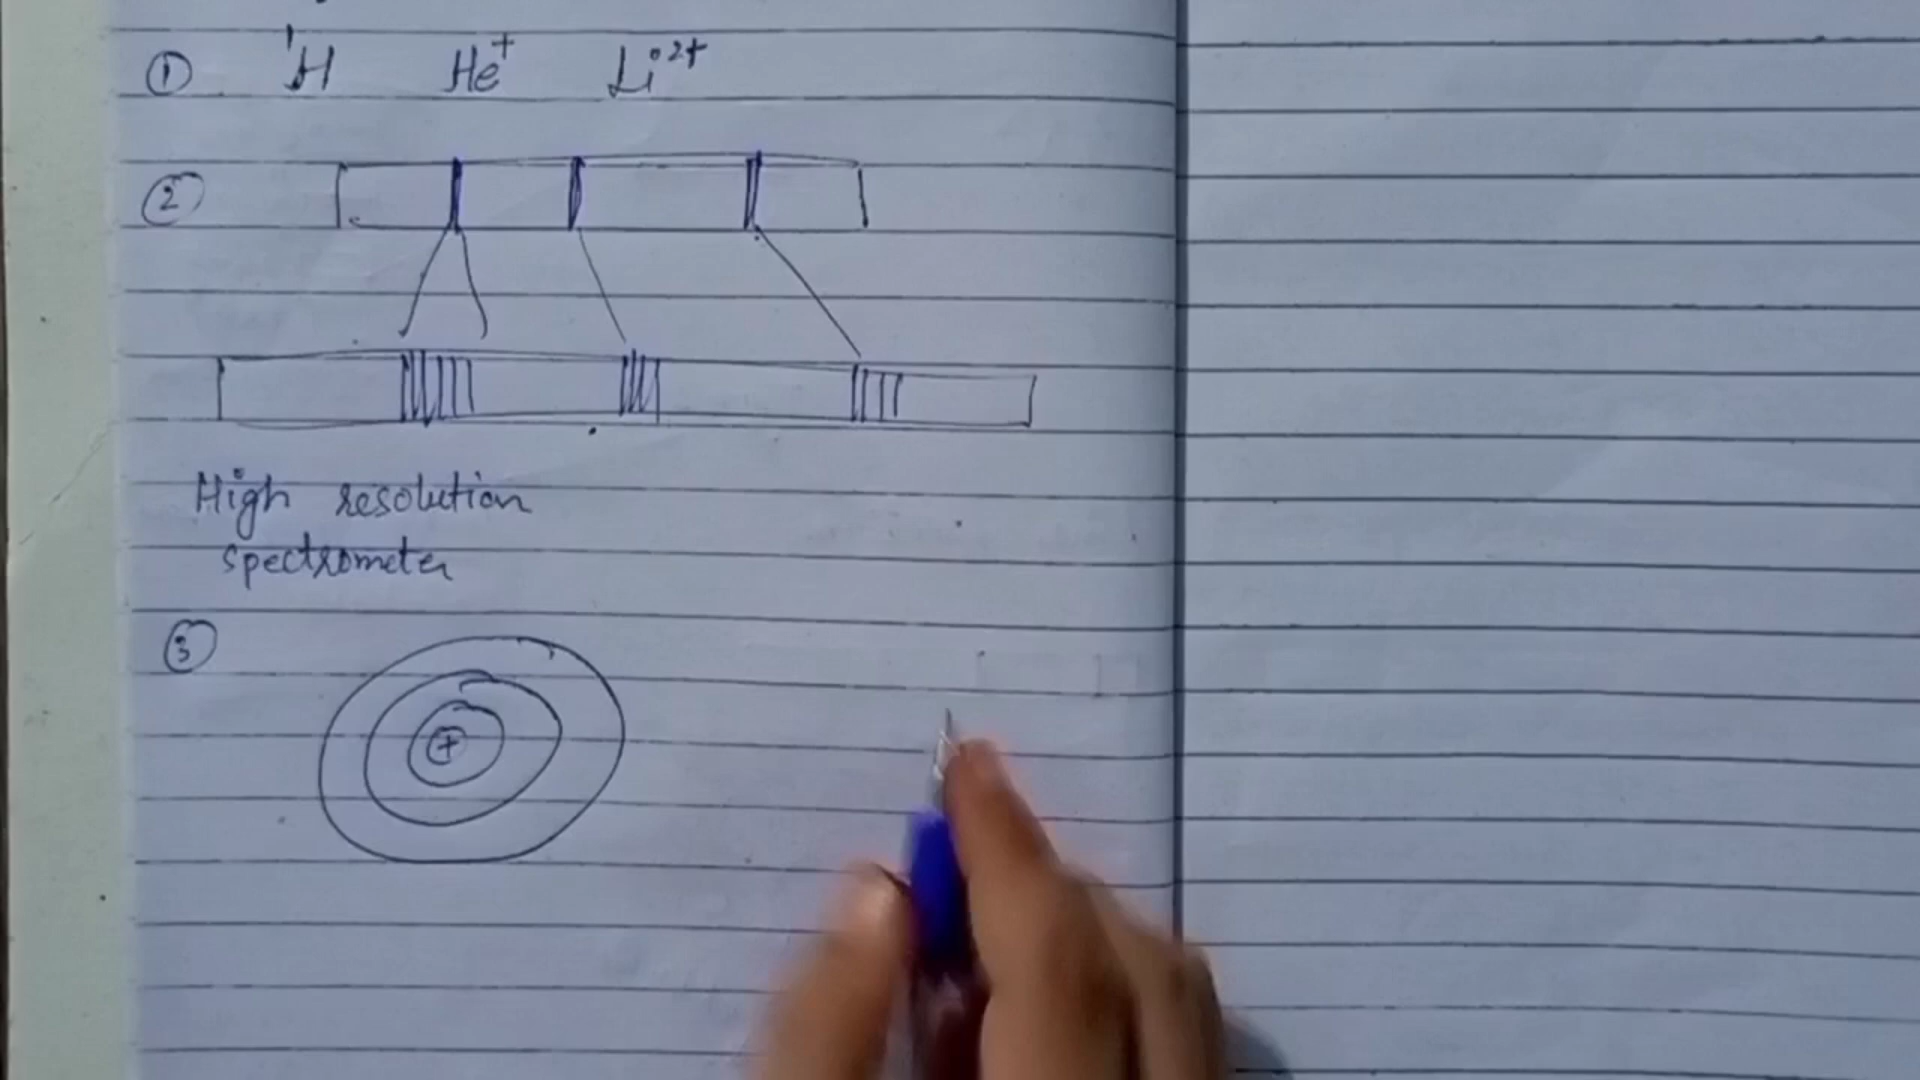 ① ¹H He⁺ Li²⁺
②
High resolution
spectrometer
③
+